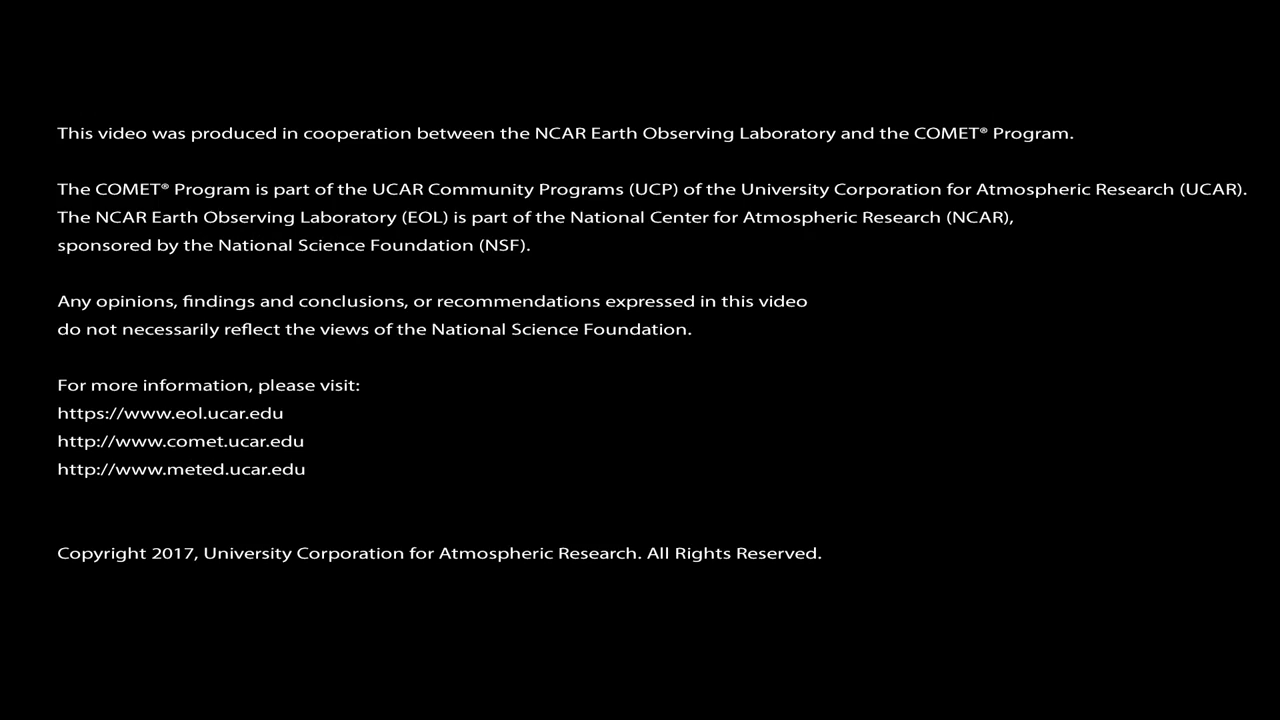 This video was produced in cooperation between the NCAR Earth Observing Laboratory and the COMET® Program.
The COMET® Program is part of the UCAR Community Programs (UCP) of the University Corporation for Atmospheric Research (UCAR).
The NCAR Earth Observing Laboratory (EOL) is part of the National Center for Atmospheric Research (NCAR),
sponsored by the National Science Foundation (NSF).
Any opinions, findings and conclusions, or recommendations expressed in this video
do not necessarily reflect the views of the National Science Foundation.
For more information, please visit:
https://www.eol.ucar.edu
http://www.comet.ucar.edu
http://www.meted.ucar.edu
Copyright 2017, University Corporation for Atmospheric Research. All Rights Reserved.